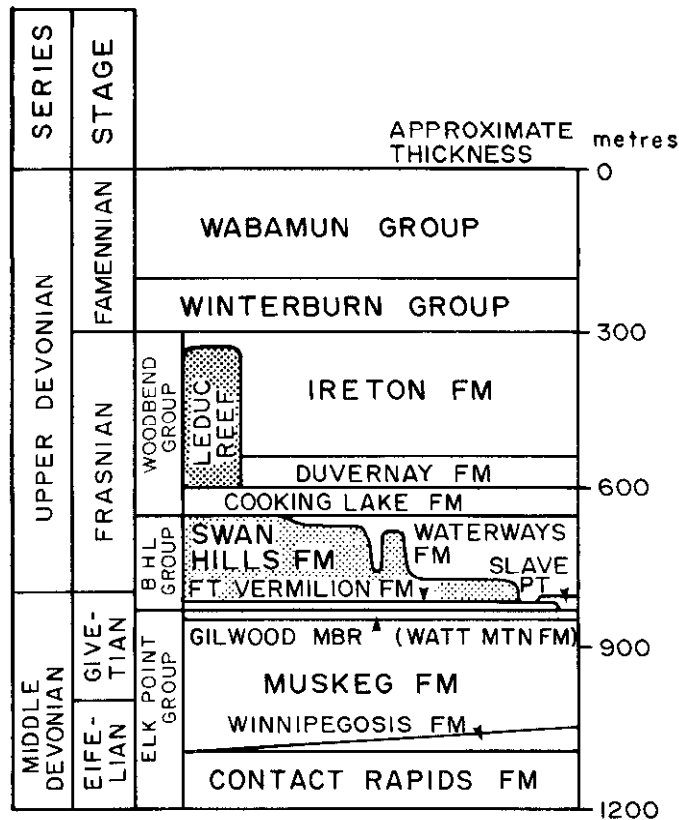 SERIES
STAGE
APPROXIMATE
THICKNESS
metres
0
300
600
900
1200
UPPER DEVONIAN
MIDDLE
DEVONIAN
FAMENNIAN
FRASNIAN
GIVE-
TIAN
EIFE-
LIAN
WOODBEND
GROUP
BHL
GROUP
ELK POINT
GROUP
WABAMUN GROUP
WINTERBURN GROUP
LEDUC
REEF
IRETON FM
DUVERNAY FM
COOKING LAKE FM
SWAN
HILLS FM
WATERWAYS
FM
SLAVE
PT
FT. VERMILION FM
GILWOOD MBR (WATT MTN FM)
MUSKEG FM
WINNIPEGOSIS FM
CONTACT RAPIDS FM